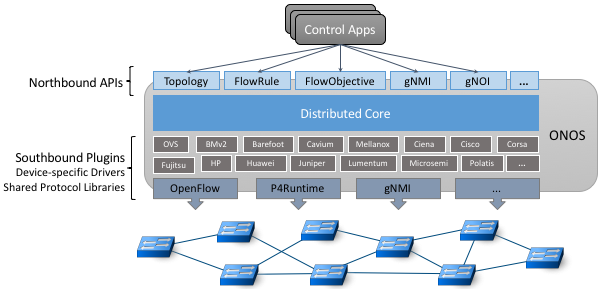 Control Apps
Northbound APIs
Topology FlowRule FlowObjective gNMI gNOI ...
Distributed Core
ONOS
OVS BMv2 Barefoot Cavium Mellanox Ciena Cisco Corsa
Fujitsu HP Huawei Juniper Lumentum Microsemi Polatis ...
Southbound Plugins
Device-specific Drivers
Shared Protocol Libraries
OpenFlow P4Runtime gNMI ...